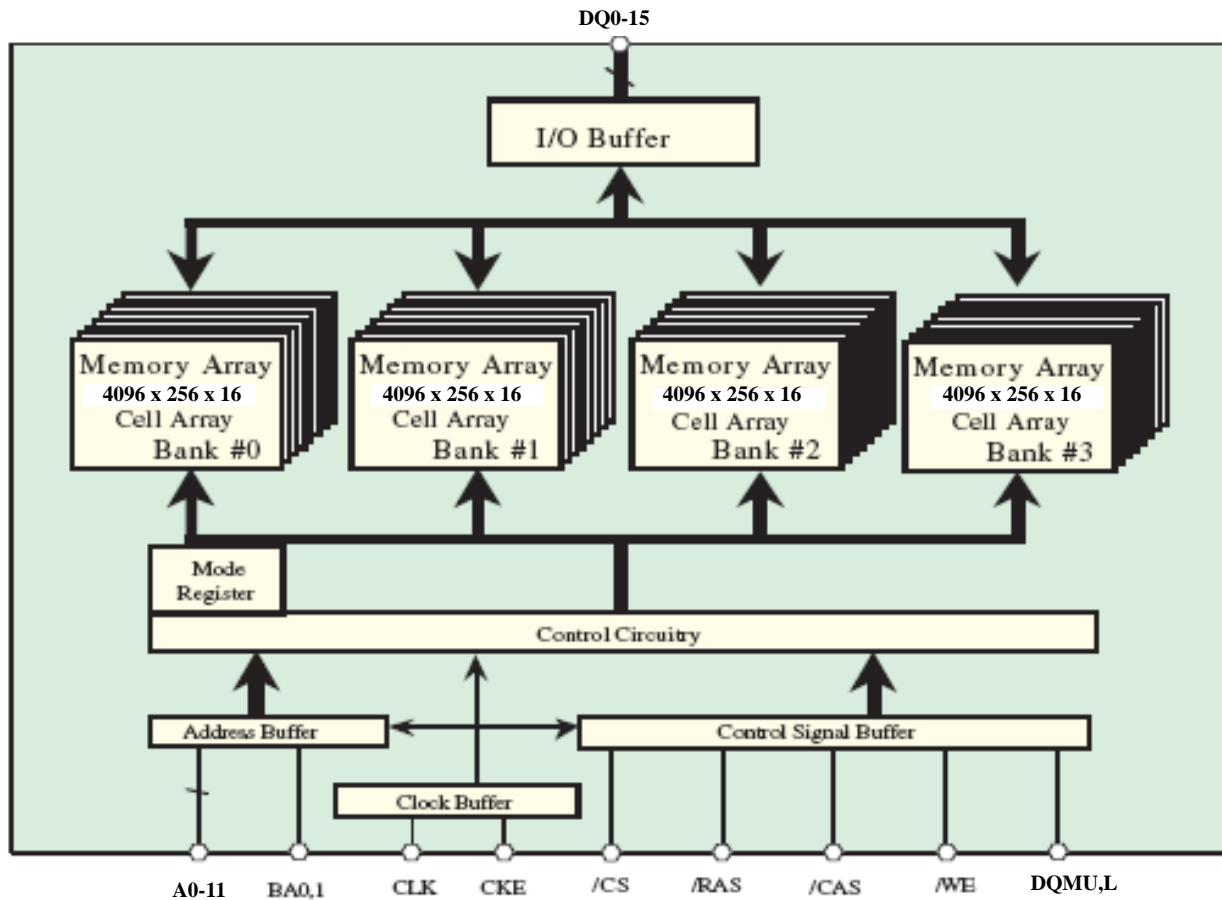 DQ0-15
I/O Buffer
Memory Array
4096 x 256 x 16
Cell Array
Bank #0
Memory Array
4096 x 256 x 16
Cell Array
Bank #1
Memory Array
4096 x 256 x 16
Cell Array
Bank #2
Memory Array
4096 x 256 x 16
Cell Array
Bank #3
Mode
Register
Control Circuitry
Address Buffer
Control Signal Buffer
Clock Buffer
A0-11
BA0,1
CLK
CKE
/CS
/RAS
/CAS
/WE
DQMU,L